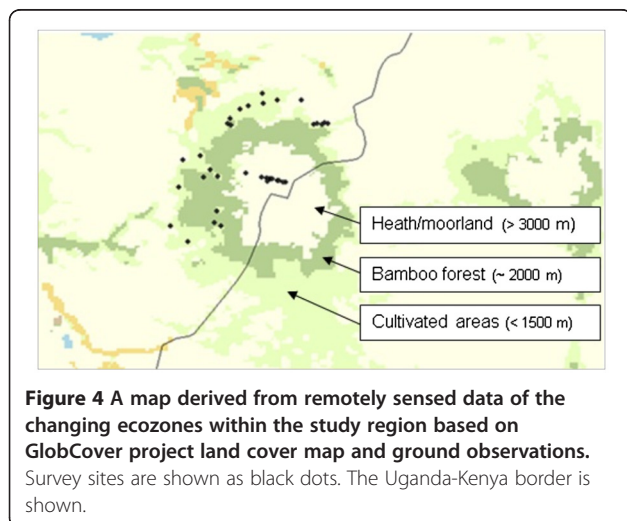 Heath/moorland (> 3000 m)
Bamboo forest (~ 2000 m)
Cultivated areas (< 1500 m)
Figure 4 A map derived from remotely sensed data of the
changing ecozones within the study region based on
GlobCover project land cover map and ground observations.
Survey sites are shown as black dots. The Uganda-Kenya border is
shown.